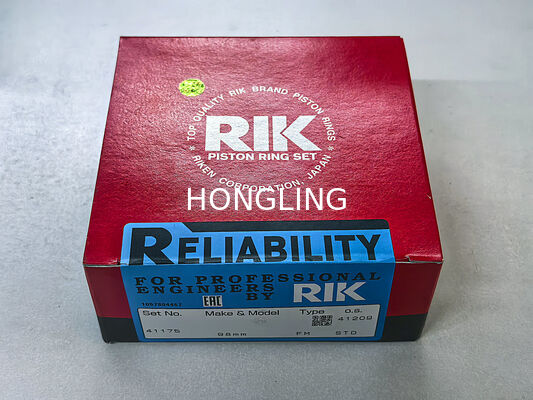 * TOP QUALITY RIK BRAND PISTON RINGS *
RIK
PISTON RING SET
RIKEN CORPORATION, JAPAN
HONGLING
RELIABILITY
FOR PROFESSIONAL
ENGINEERS
BY RIK
EAC
Set No. Make & Model Type O.S.
41209
41175 98mm FM STD